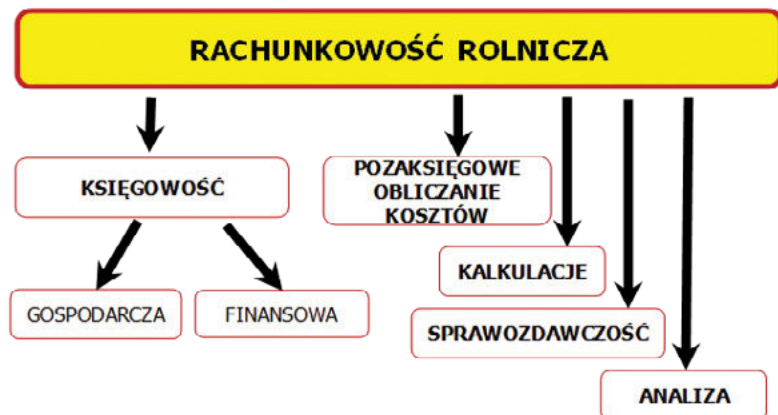 RACHUNKOWOŚĆ ROLNICZA
KSIĘGOWOŚĆ
GOSPODARCZA
FINANSOWA
POZAKSIĘGOWE
OBLICZANIE
KOSZTÓW
KALKULACJE
SPRAWOZDAWCZOŚĆ
ANALIZA